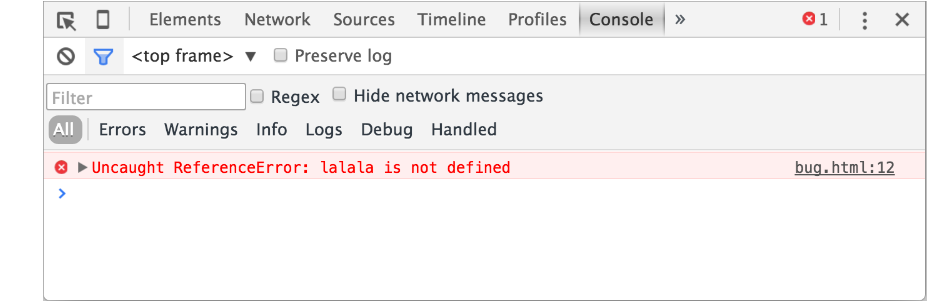 Elements Network Sources Timeline Profiles Console » 1
<top frame> ▼ Preserve log
Filter Regex Hide network messages
All Errors Warnings Info Logs Debug Handled
Uncaught ReferenceError: lalala is not defined bug.html:12